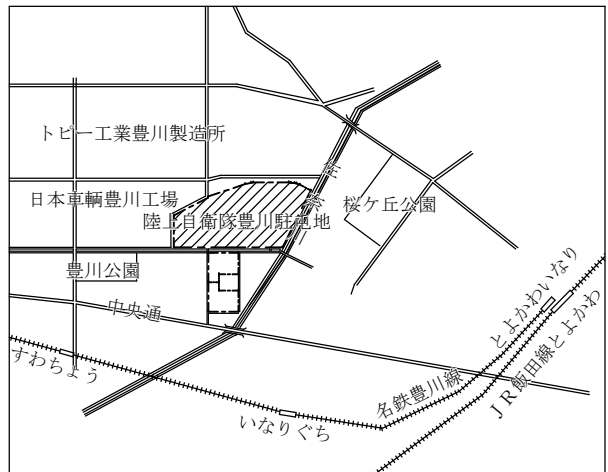 トピー工業豊川製造所
佐奈一
日本車輌豊川工場
陸上自衛隊豊川駐屯地
桜ケ丘公園
豊川公園
中央通
とよかわいなり
JR飯田線とよかわ
名鉄豊川線
すわちょう
いなりぐち